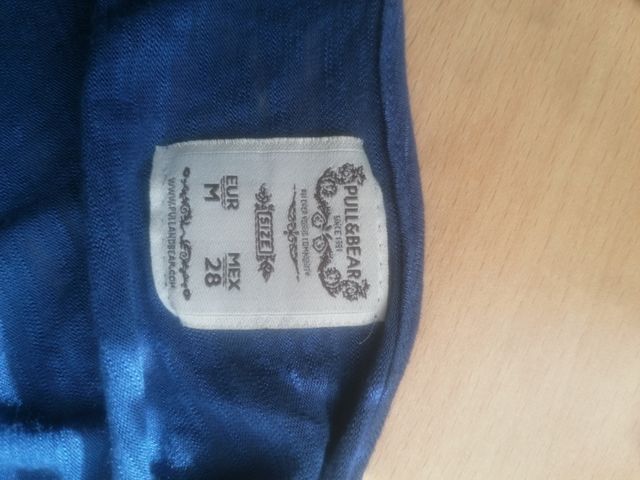 PULL&BEAR
SINCE 1991
[SIZE]
EUR MEX
M 28
WWW.PULLANDBEAR.COM